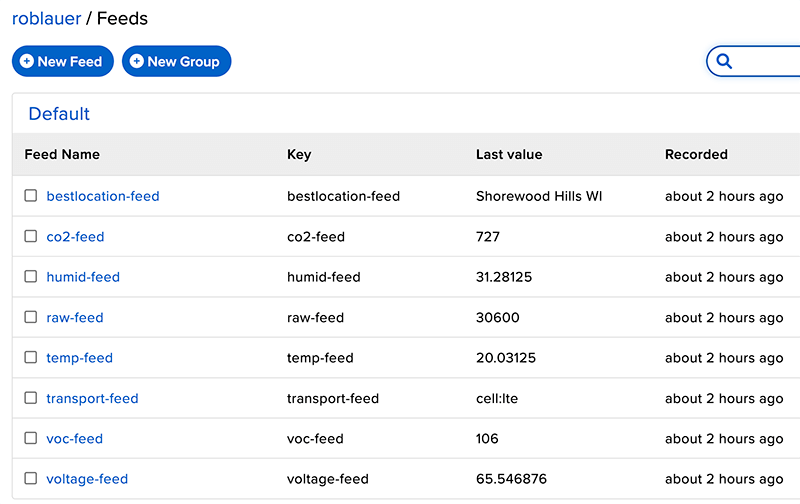 roblauer / Feeds
New Feed New Group
Default
Feed Name Key Last value Recorded
bestlocation-feed bestlocation-feed Shorewood Hills WI about 2 hours ago
co2-feed co2-feed 727 about 2 hours ago
humid-feed humid-feed 31.28125 about 2 hours ago
raw-feed raw-feed 30600 about 2 hours ago
temp-feed temp-feed 20.03125 about 2 hours ago
transport-feed transport-feed cell:lte about 2 hours ago
voc-feed voc-feed 106 about 2 hours ago
voltage-feed voltage-feed 65.546876 about 2 hours ago